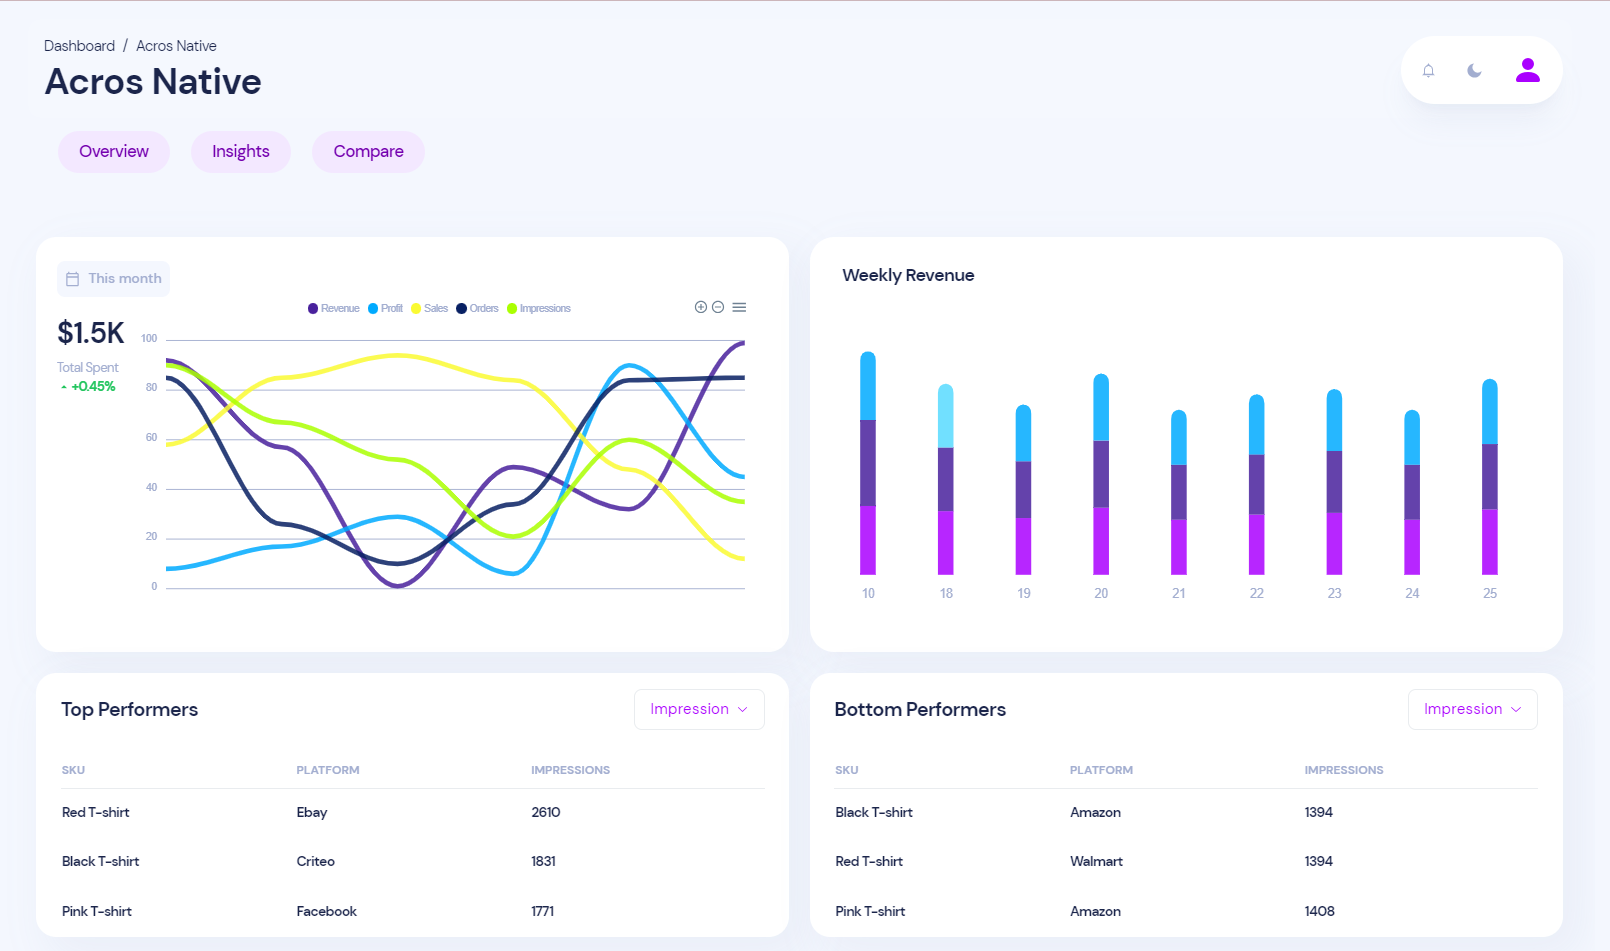 Dashboard / Acros Native
Acros Native
Overview Insights Compare
This month
Revenue Profit Sales Orders Impressions
$1.5K
Total Spent
+0.45%
100
80
60
40
20
0
Weekly Revenue
10 18 19 20 21 22 23 24 25
Top Performers
Impression
SKU PLATFORM IMPRESSIONS
Red T-shirt Ebay 2610
Black T-shirt Criteo 1831
Pink T-shirt Facebook 1771
Bottom Performers
Impression
SKU PLATFORM IMPRESSIONS
Black T-shirt Amazon 1394
Red T-shirt Walmart 1394
Pink T-shirt Amazon 1408